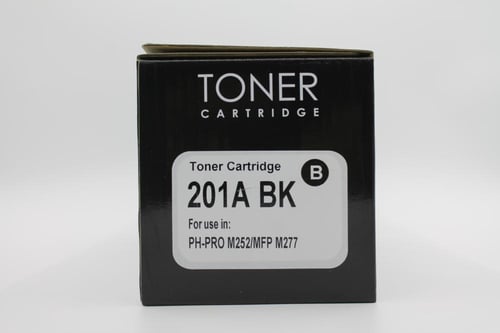 TONER
CARTRIDGE
Toner Cartridge
B
201A BK
For use in:
PH-PRO M252/MFP M277